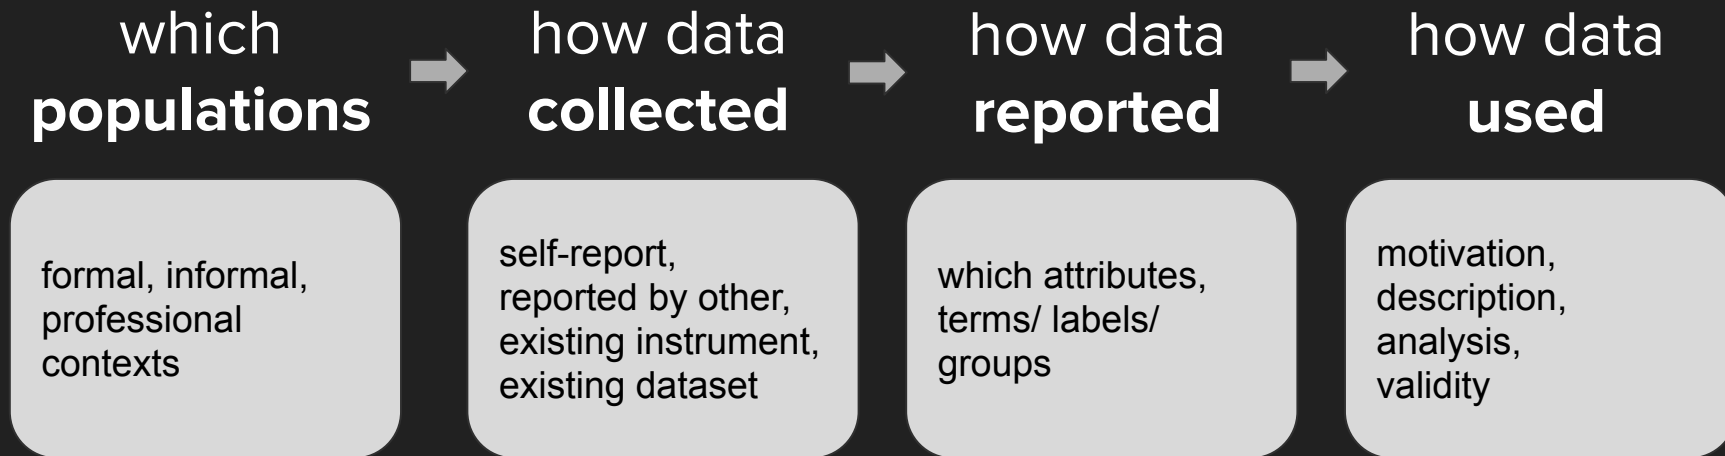 which
populations
how data
collected
how data
reported
how data
used
formal, informal,
professional
contexts
self-report,
reported by other,
existing instrument,
existing dataset
which attributes,
terms/ labels/
groups
motivation,
description,
analysis,
validity